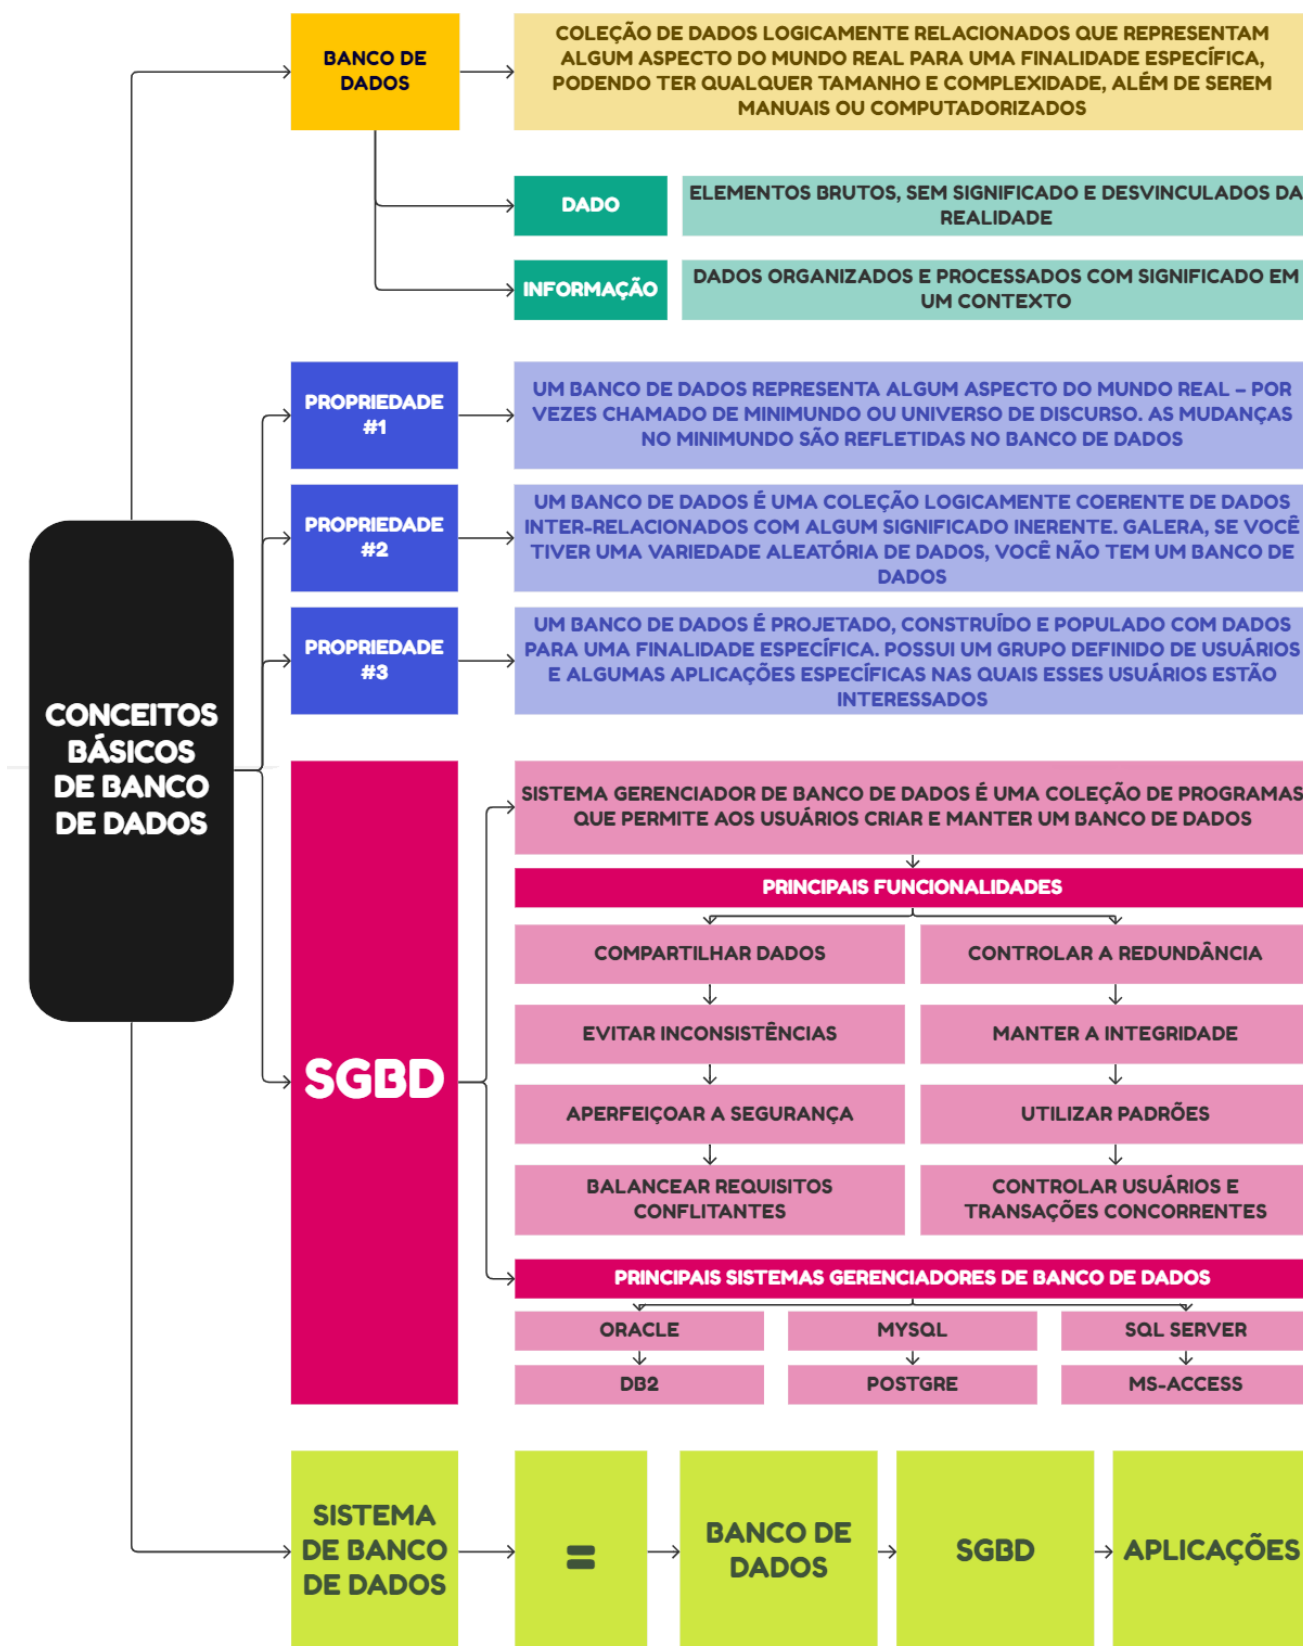 BANCO DE
DADOS
COLEÇÃO DE DADOS LOGICAMENTE RELACIONADOS QUE REPRESENTAM
ALGUM ASPECTO DO MUNDO REAL PARA UMA FINALIDADE ESPECÍFICA,
PODENDO TER QUALQUER TAMANHO E COMPLEXIDADE, ALÉM DE SEREM
MANUAIS OU COMPUTADORIZADOS
DADO
ELEMENTOS BRUTOS, SEM SIGNIFICADO E DESVINCULADOS DA
REALIDADE
INFORMAÇÃO
DADOS ORGANIZADOS E PROCESSADOS COM SIGNIFICADO EM
UM CONTEXTO
CONCEITOS
BÁSICOS
DE BANCO
DE DADOS
PROPRIEDADE
#1
UM BANCO DE DADOS REPRESENTA ALGUM ASPECTO DO MUNDO REAL – POR
VEZES CHAMADO DE MINIMUNDO OU UNIVERSO DE DISCURSO. AS MUDANÇAS
NO MINIMUNDO SÃO REFLETIDAS NO BANCO DE DADOS
PROPRIEDADE
#2
UM BANCO DE DADOS É UMA COLEÇÃO LOGICAMENTE COERENTE DE DADOS
INTER-RELACIONADOS COM ALGUM SIGNIFICADO INERENTE. GALERA, SE VOCÊ
TIVER UMA VARIEDADE ALEATÓRIA DE DADOS, VOCÊ NÃO TEM UM BANCO DE
DADOS
PROPRIEDADE
#3
UM BANCO DE DADOS É PROJETADO, CONSTRUÍDO E POPULADO COM DADOS
PARA UMA FINALIDADE ESPECÍFICA. POSSUI UM GRUPO DEFINIDO DE USUÁRIOS
E ALGUMAS APLICAÇÕES ESPECÍFICAS NAS QUAIS ESSES USUÁRIOS ESTÃO
INTERESSADOS
SGBD
SISTEMA GERENCIADOR DE BANCO DE DADOS É UMA COLEÇÃO DE PROGRAMAS
QUE PERMITE AOS USUÁRIOS CRIAR E MANTER UM BANCO DE DADOS
PRINCIPAIS FUNCIONALIDADES
COMPARTILHAR DADOS
CONTROLAR A REDUNDÂNCIA
EVITAR INCONSISTÊNCIAS
MANTER A INTEGRIDADE
APERFEIÇOAR A SEGURANÇA
UTILIZAR PADRÕES
BALANCEAR REQUISITOS
CONFLITANTES
CONTROLAR USUÁRIOS E
TRANSAÇÕES CONCORRENTES
PRINCIPAIS SISTEMAS GERENCIADORES DE BANCO DE DADOS
ORACLE
MYSQL
SQL SERVER
DB2
POSTGRE
MS-ACCESS
SISTEMA
DE BANCO
DE DADOS
=
BANCO DE
DADOS
SGBD
APLICAÇÕES